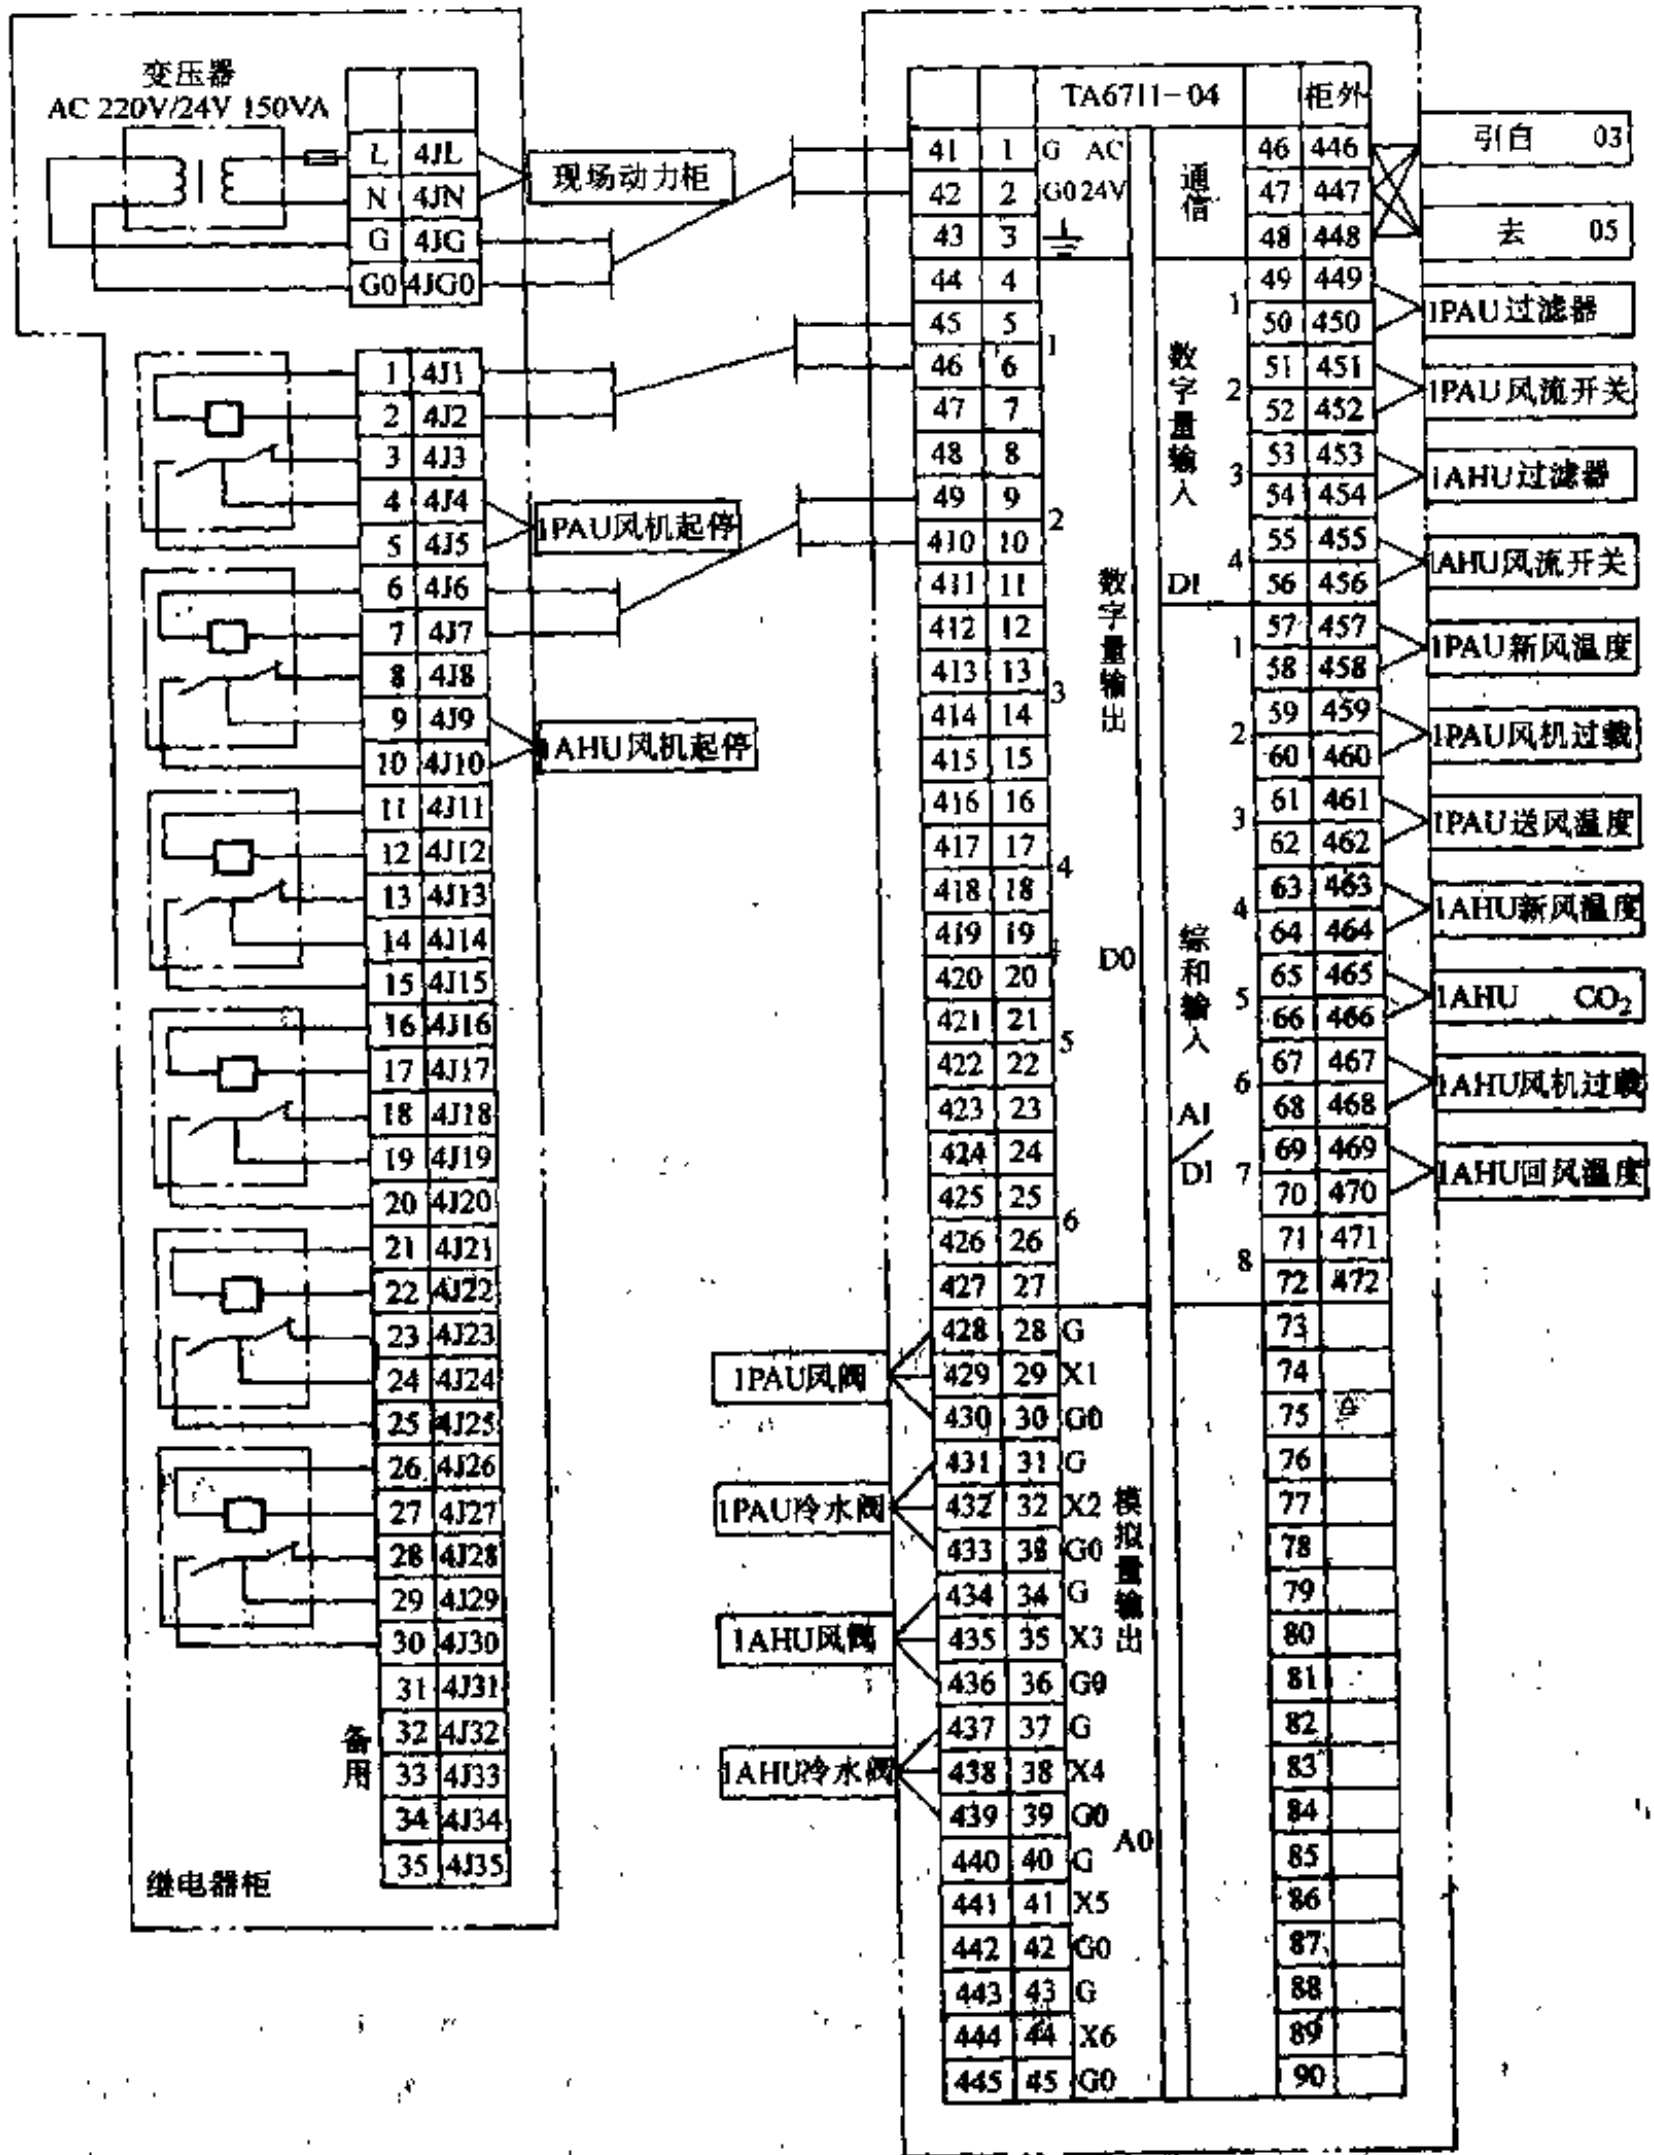 变压器
AC 220V/24V 150VA
L 4JL
N 4JN
G 4JG
G0 4JG0
现场动力柜
1 4J1
2 4J2
3 4J3
4 4J4
5 4J5
6 4J6
7 4J7
8 4J8
9 4J9
10 4J10
11 4J11
12 4J12
13 4J13
14 4J14
15 4J15
16 4J16
17 4J17
18 4J18
19 4J19
20 4J20
21 4J21
22 4J22
23 4J23
24 4J24
25 4J25
26 4J26
27 4J27
28 4J28
29 4J29
30 4J30
31 4J31
32 4J32
33 4J33
34 4J34
35 4J35
备用
继电器柜
1PAU风机起停
1AHU风机起停
TA6711-04
柜外
41 1 G AC
42 2 G0 24V
43 3
44 4
45 5
46 6
47 7
48 8
49 9
410 10
411 11
412 12
413 13
414 14
415 15
416 16
417 17
418 18
419 19
420 20
421 21
422 22
423 23
424 24
425 25
426 26
427 27
428 28 G
429 29 X1
430 30 G0
431 31 G
432 32 X2
433 33 G0
434 34 G
435 35 X3
436 36 G0
437 37 G
438 38 X4
439 39 G0
440 40 G
441 41 X5
442 42 G0
443 43 G
444 44 X6
445 45 G0
1
2
3
4
5
6
数字量输出
D0
模拟量输出
A0
1PAU风阀
1PAU冷水阀
1AHU风阀
1AHU冷水阀
通信
数字量输入
DI
综和输入
AI/DI
1
2
3
4
1
2
3
4
5
6
7
8
46 446
47 447
48 448
49 449
50 450
51 451
52 452
53 453
54 454
55 455
56 456
57 457
58 458
59 459
60 460
61 461
62 462
63 463
64 464
65 465
66 466
67 467
68 468
69 469
70 470
71 471
72 472
73
74
75
76
77
78
79
80
81
82
83
84
85
86
87
88
89
90
引自 03
去 05
1PAU过滤器
1PAU风流开关
1AHU过滤器
1AHU风流开关
1PAU新风温度
1PAU风机过载
1PAU送风温度
1AHU新风温度
1AHU CO₂
1AHU风机过载
1AHU回风温度